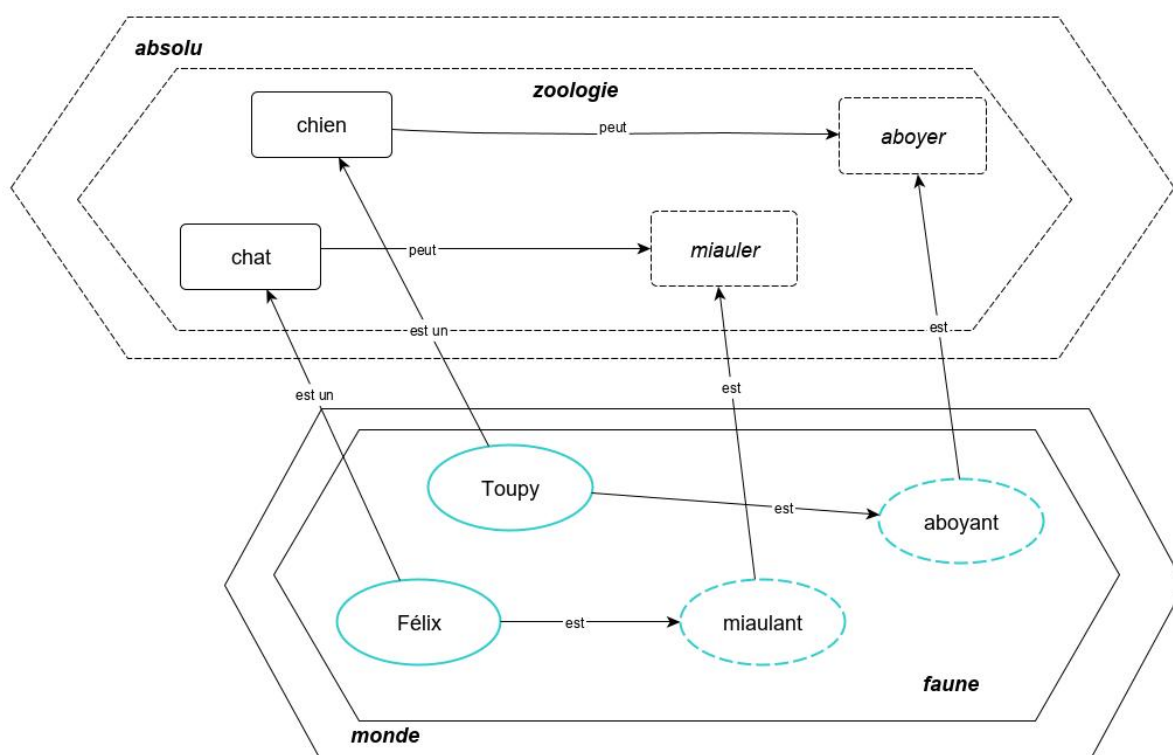 absolu
zoologie
chien
peut
aboyer
chat
peut
miauler
est un
est
est
est un
Toupy
est
aboyant
Félix
est
miaulant
faune
monde